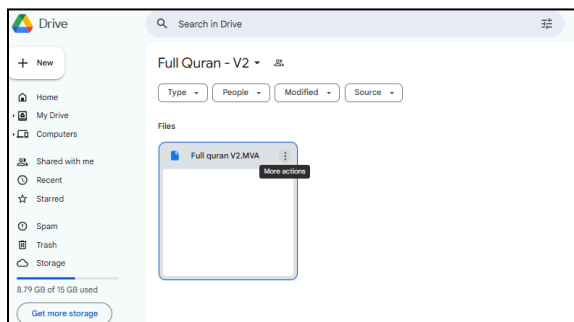 Drive
Search in Drive
New
Full Quran - V2
Type
People
Modified
Source
Home
My Drive
Computers
Files
Shared with me
Full quran V2.MVA
Recent
More actions
Starred
Spam
Trash
Storage
8.79 GB of 15 GB used
Get more storage